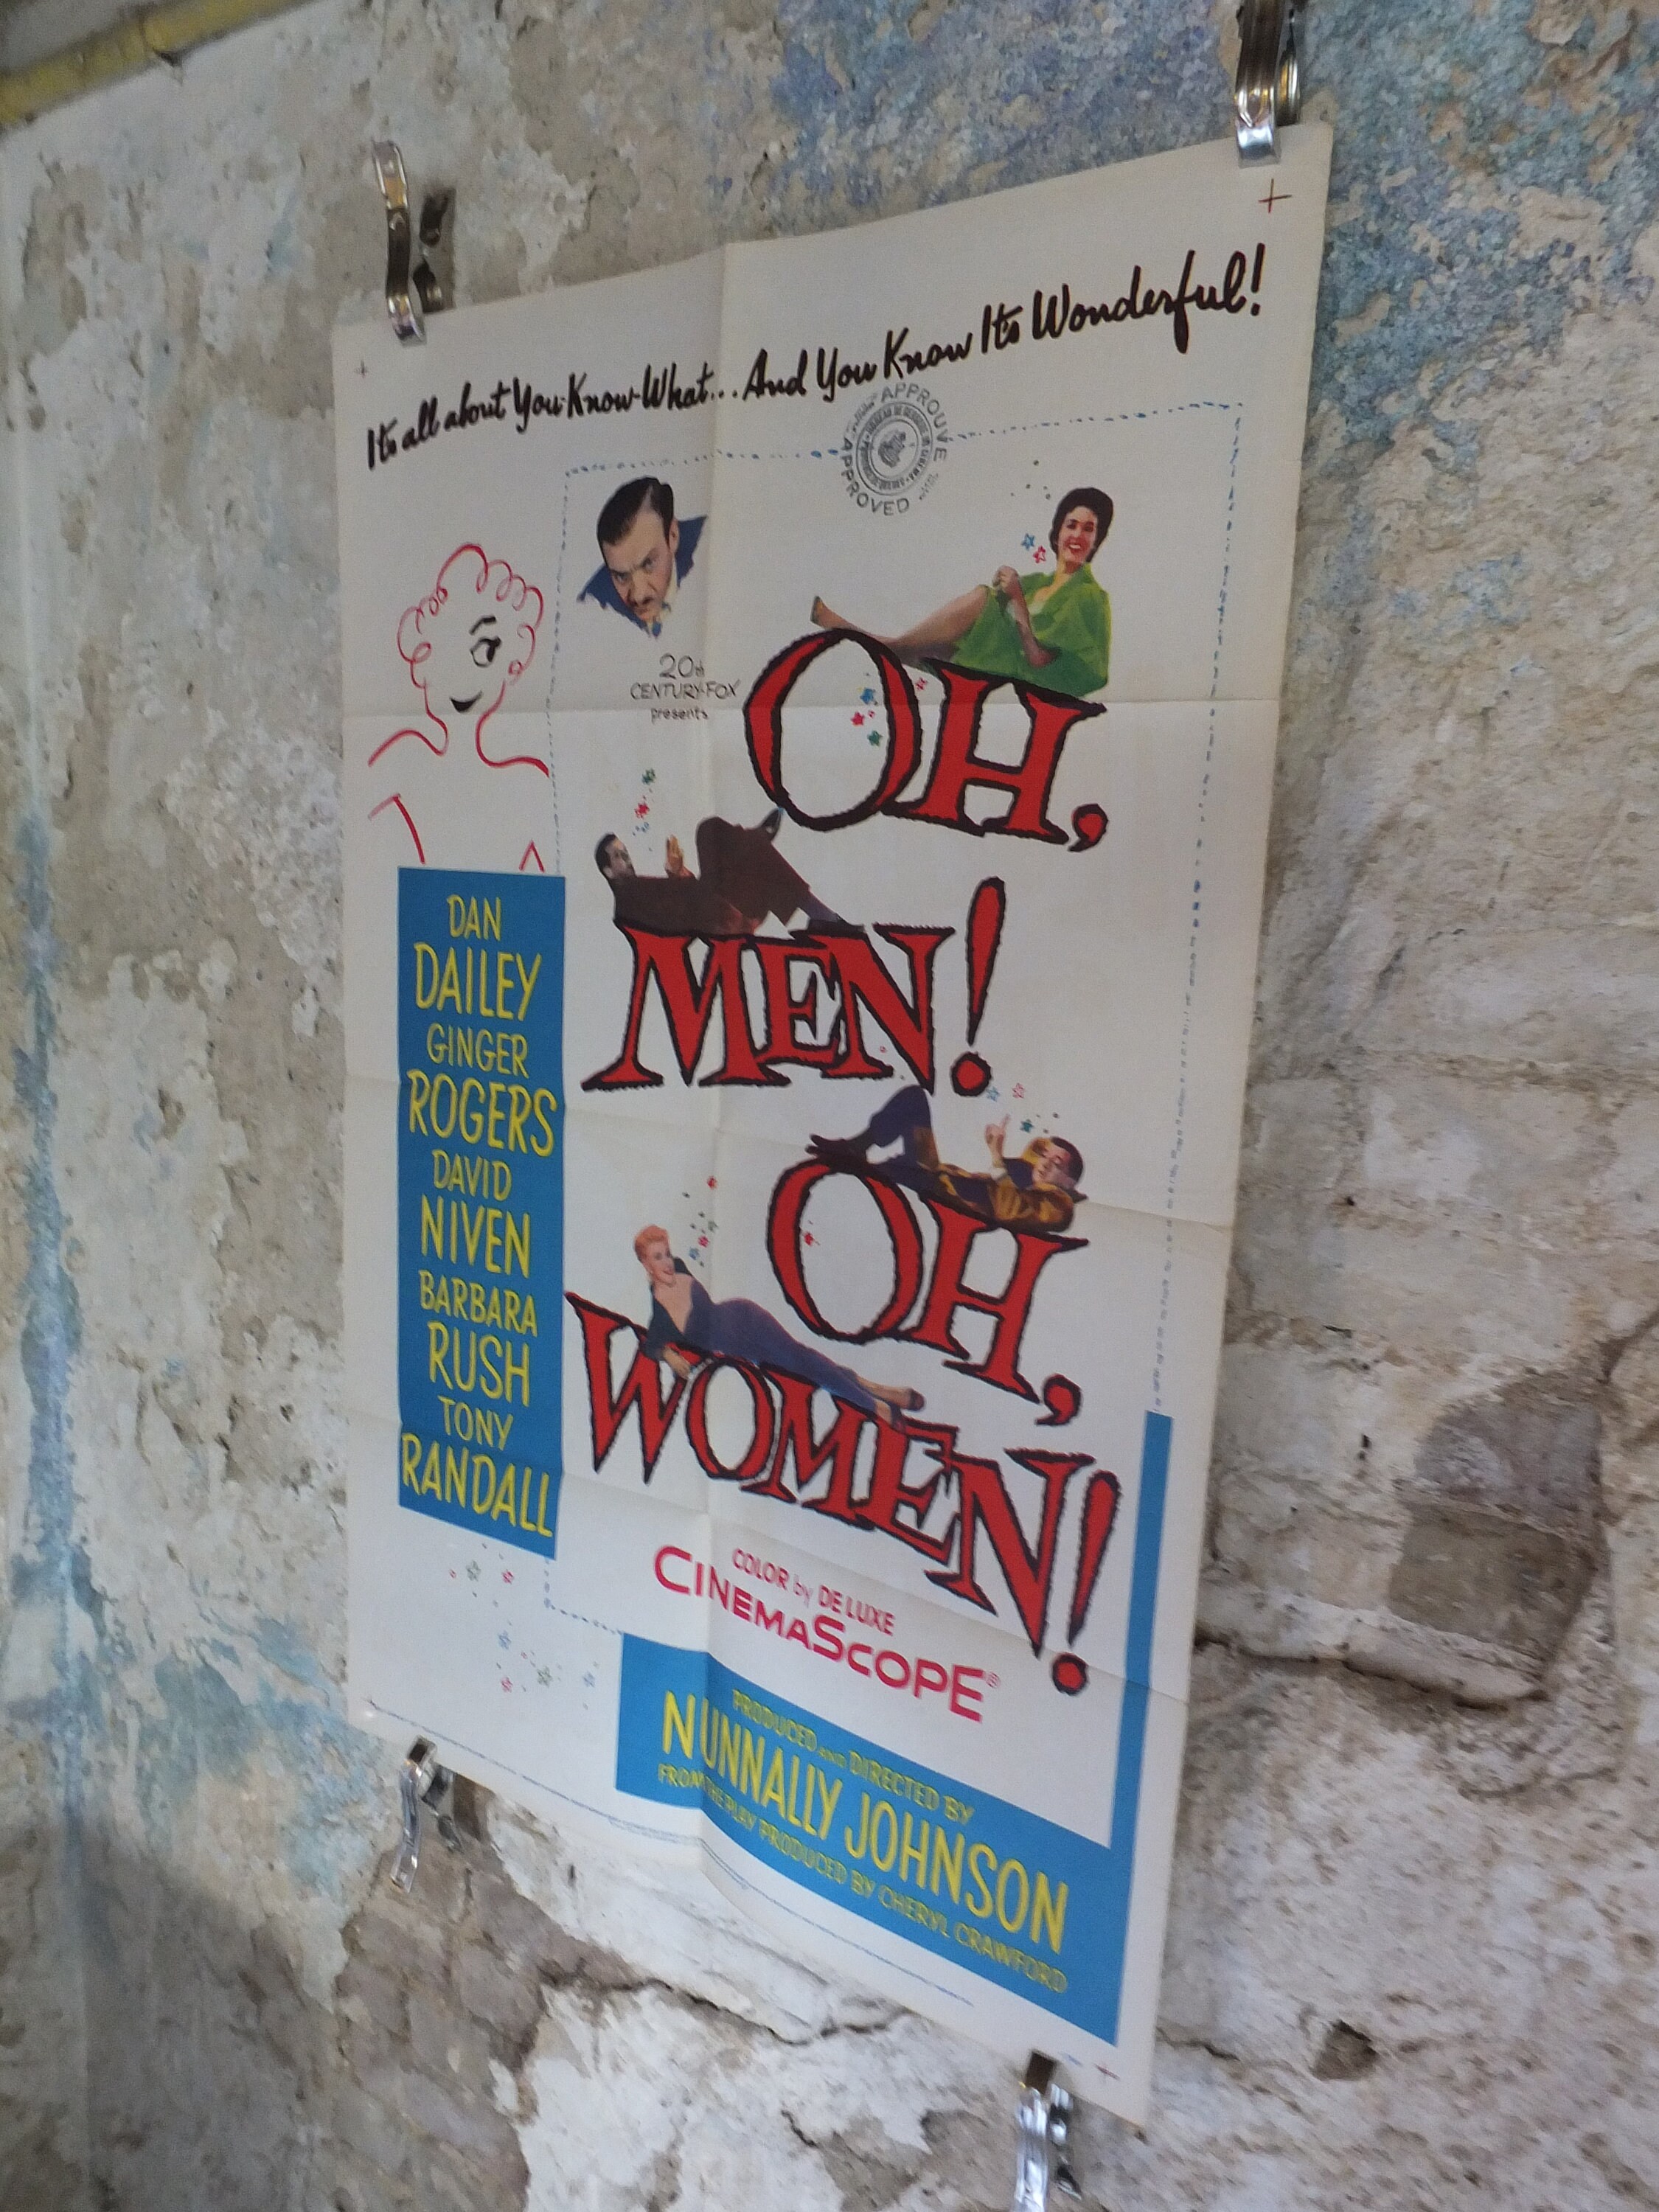 It's all about You-Know-What... And You Know It's Wonderful!
APPROUVÉ
APPROVED
20th
CENTURY-FOX
presents
OH,
MEN!
OH,
WOMEN!
DAN
DAILEY
GINGER
ROGERS
DAVID
NIVEN
BARBARA
RUSH
TONY
RANDALL
COLOR by DE LUXE
CINEMASCOPE®
PRODUCED AND DIRECTED BY
NUNNALLY JOHNSON
FROM THE PLAY PRODUCED BY CHERYL CRAWFORD